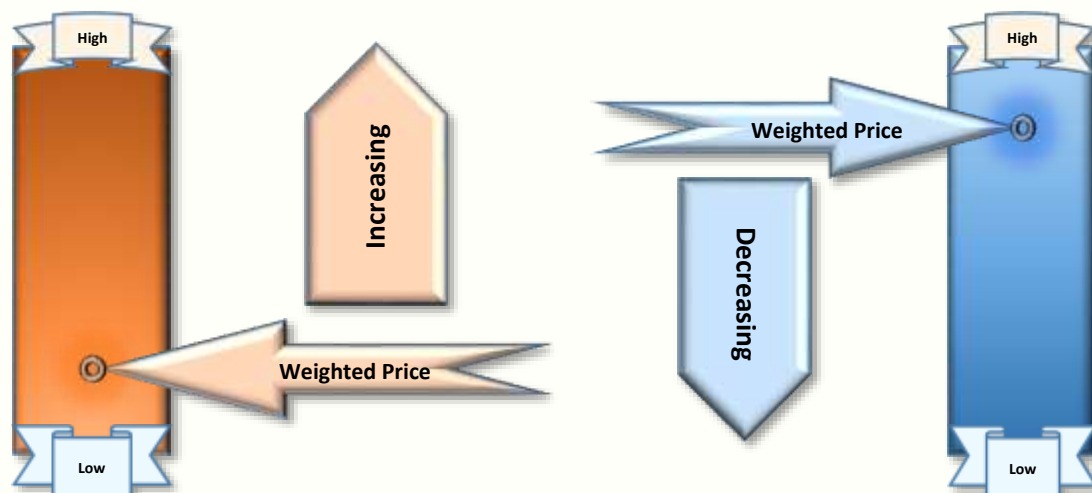 High
High
Increasing
Weighted Price
Decreasing
Weighted Price
Low
Low